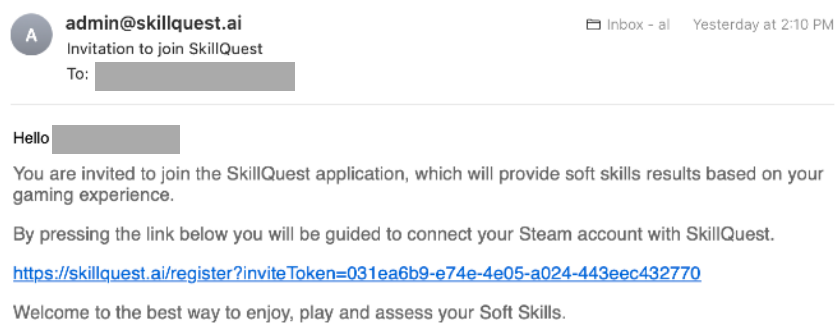 A
admin@skillquest.ai
Inbox - al Yesterday at 2:10 PM
Invitation to join SkillQuest
To:
Hello
You are invited to join the SkillQuest application, which will provide soft skills results based on your
gaming experience.
By pressing the link below you will be guided to connect your Steam account with SkillQuest.
https://skillquest.ai/register?inviteToken=031ea6b9-e74e-4e05-a024-443eec432770
Welcome to the best way to enjoy, play and assess your Soft Skills.